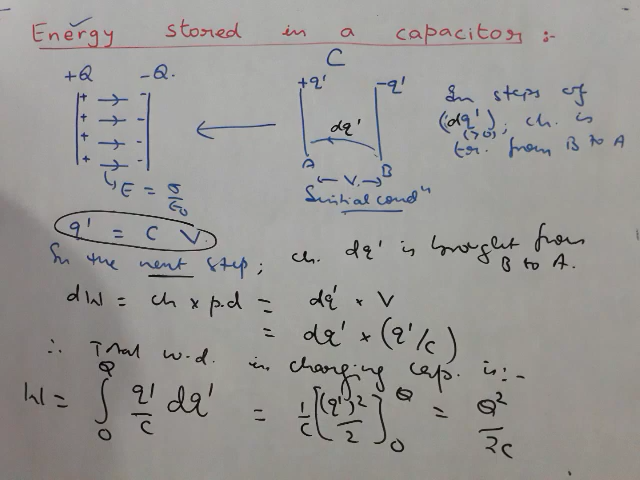 Energy stored in a capacitor :-
+Q -Q.
+ -
+ -
+ -
+ -
E = σ/ε0
C
+q' -q'
dq'
A B
← V. →
initial condn
In steps of
(dq') (>0); ch. is
tr. from B to A
q' = C V.
In the next step; ch. dq' is brought from
B to A.
dW = ch × p.d = dq' × V
= dq' × (q'/c)
∴ Total w.d. in charging cap. is:-
W = ∫₀^Q q'/c dq' = 1/c [(q')²/2]₀^Q = Q²/2c